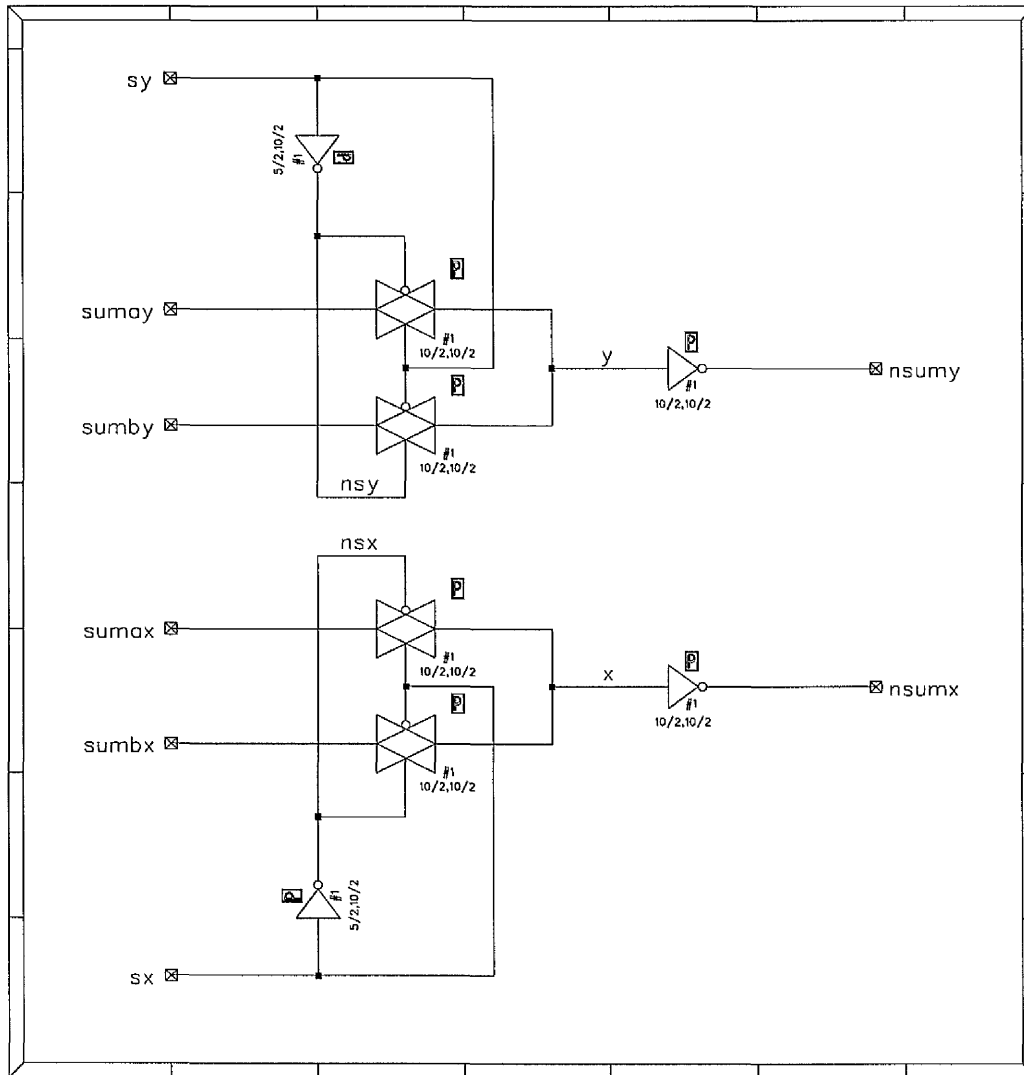 sy
5/2,10/2
#1
P
P
sumay
#1
10/2,10/2
P
y
P
nsumy
#1
10/2,10/2
sumby
#1
10/2,10/2
nsy
nsx
P
sumax
#1
10/2,10/2
P
x
P
nsumx
#1
10/2,10/2
sumbx
#1
10/2,10/2
P
#1
5/2,10/2
sx